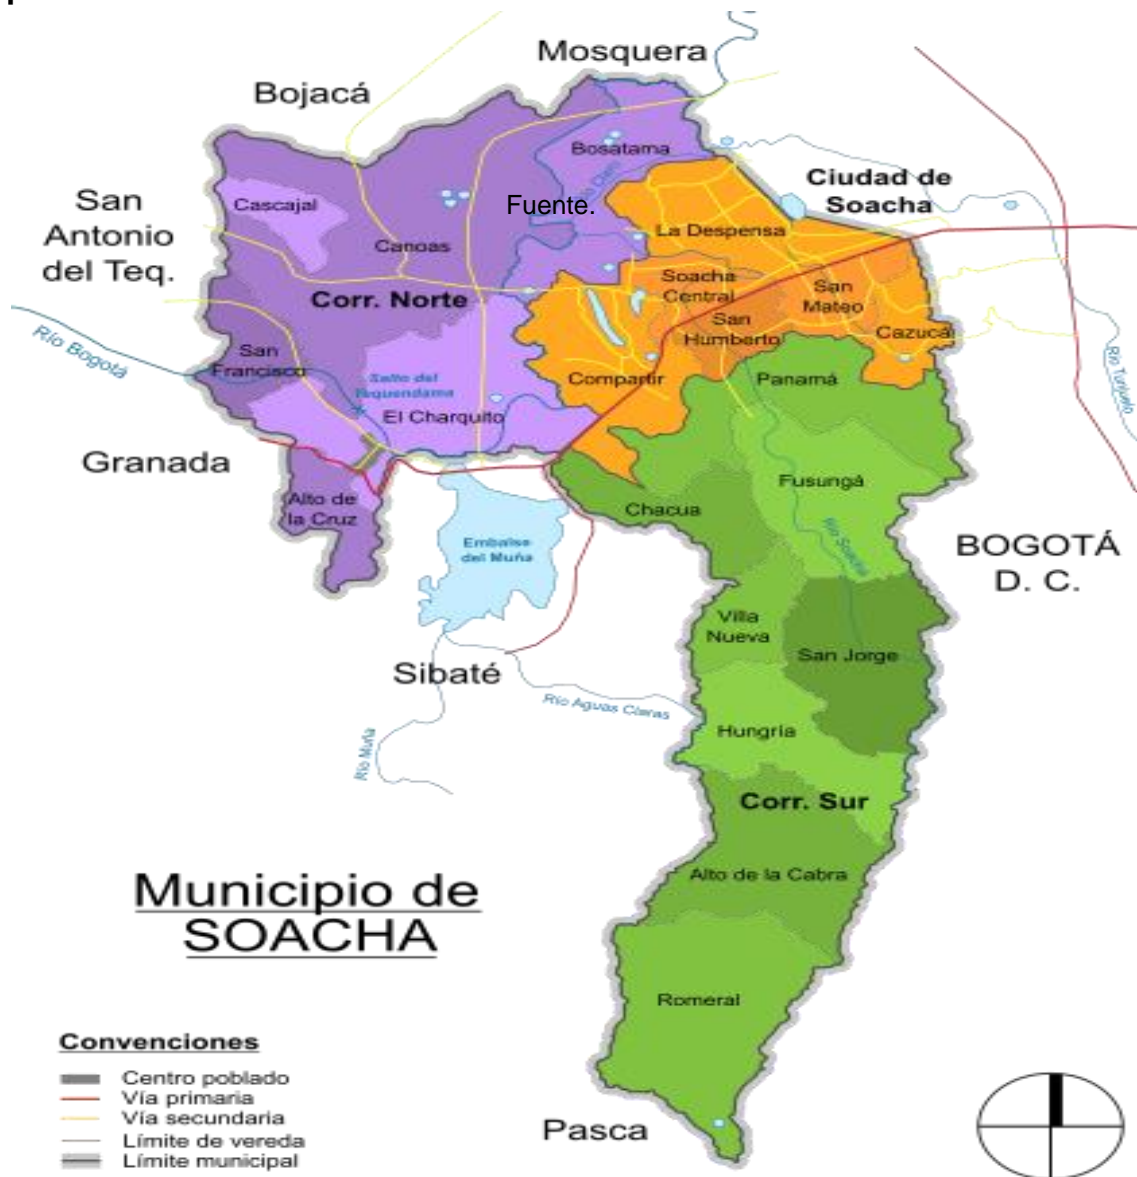 Mosquera
Bojacá
Bosatama
Ciudad de
Soacha
San
Antonio
del Teq.
Cascajal
Río Claro
Fuente.
La Despensa
Canoas
Soacha
Central
San
Mateo
Corr. Norte
San
Humberto
Cazucá
Río Bogotá
San
Francisco
Salto del
Tequendama
Compartir
Panamá
Río Tunjuelo
El Charquito
Granada
Fusungá
Alto de
la Cruz
Chacua
Embalse
del Muña
Río Soacha
BOGOTÁ
D. C.
Villa
Nueva
San Jorge
Sibaté
Río Aguas Claras
Río Muña
Hungría
Corr. Sur
Alto de la Cabra
Municipio de
SOACHA
Romeral
Convenciones
Centro poblado
Vía primaria
Vía secundaria
Límite de vereda
Límite municipal
Pasca